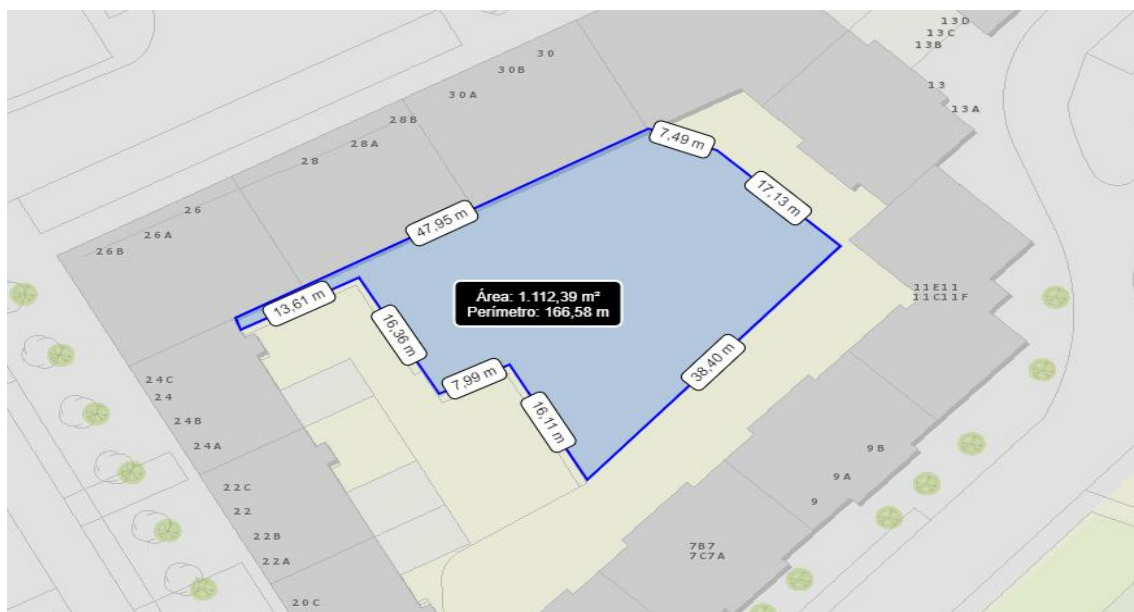 13D
13C
13B
30
30B
30A
13
13A
28B
28A
28
7,49 m
17,13 m
26
26A
26B
47,95 m
13,61 m
Área: 1.112,39 m²
Perímetro: 166,58 m
11E11
11C11F
16,36 m
7,99 m
38,40 m
16,11 m
24C
24
24B
24A
22C
22
22B
22A
20C
9B
9A
9
7B7
7C7A